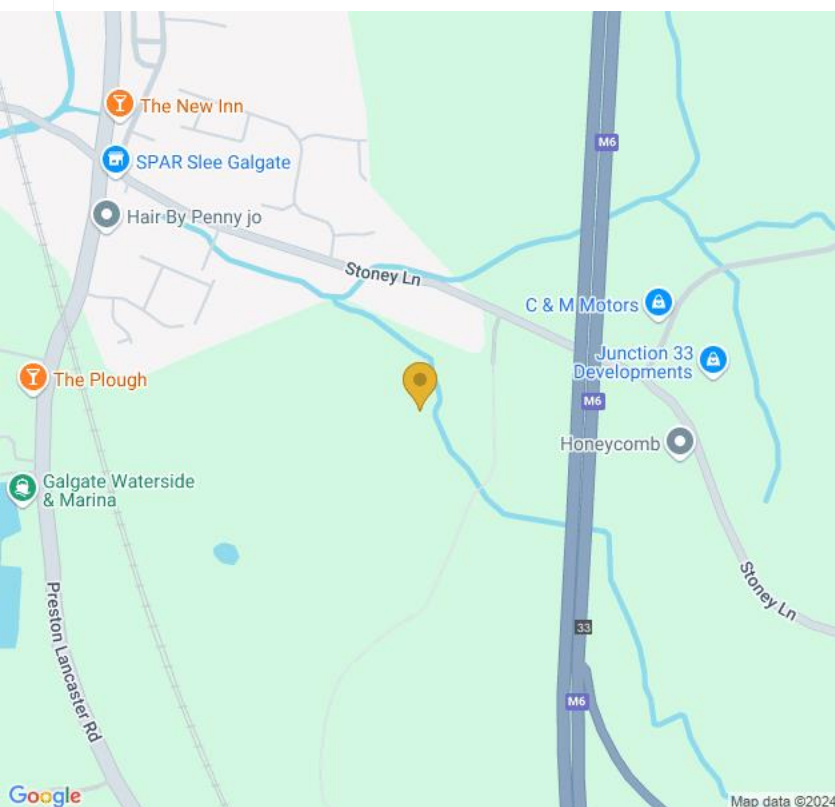 The New Inn
M6
SPAR Slee Galgate
Hair By Penny jo
Stoney Ln
C & M Motors
Junction 33
Developments
The Plough
M6
Honeycomb
Galgate Waterside
& Marina
Stoney Ln
Preston Lancaster Rd
33
M6
Google
Map data ©2024